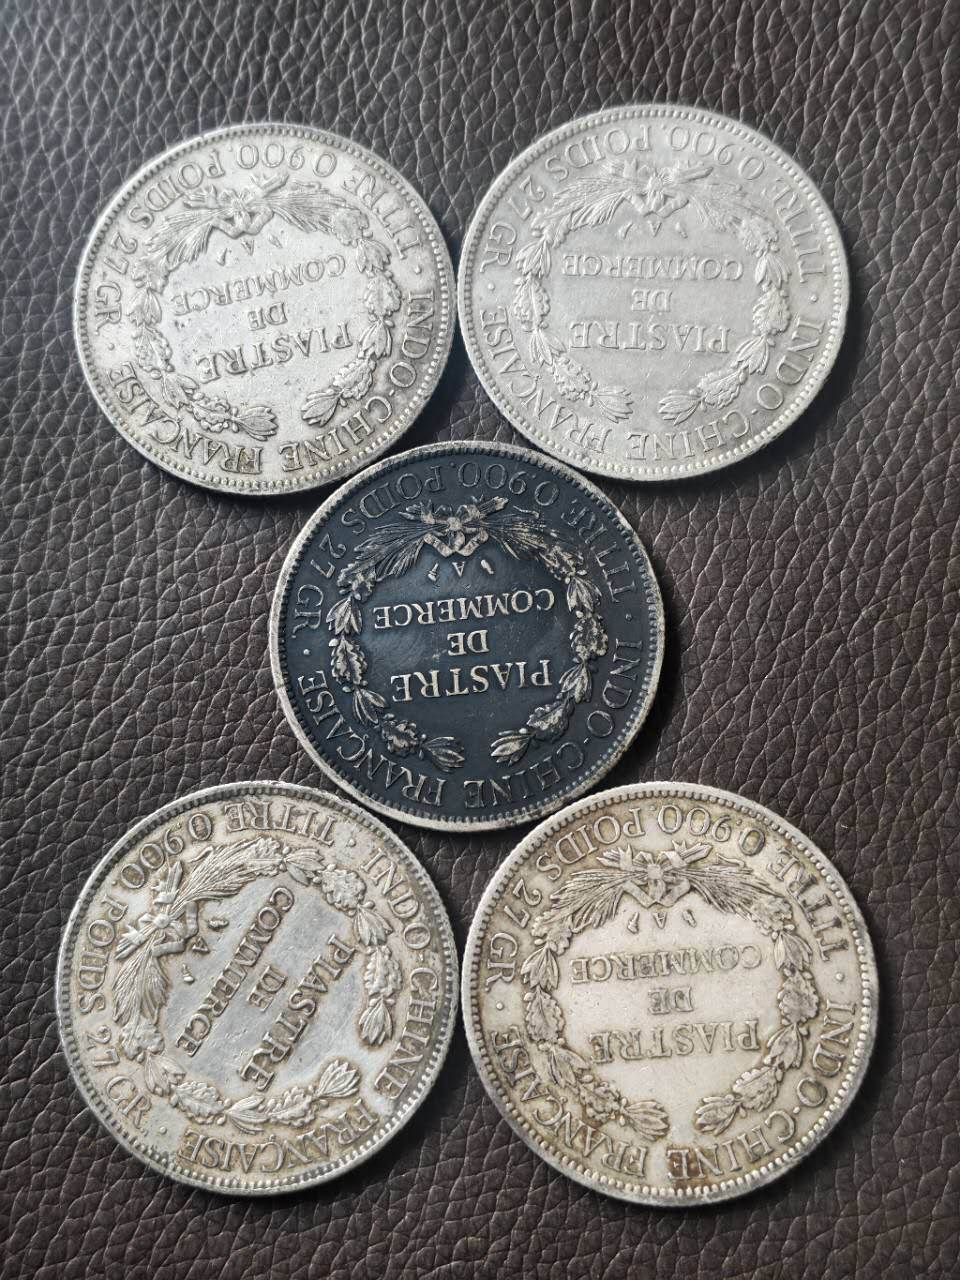 INDO-CHINE FRANÇAISE
PIASTRE
DE
COMMERCE
A
TITRE 0,900. POIDS 27 GR.
INDO-CHINE FRANÇAISE
PIASTRE
DE
COMMERCE
A
TITRE 0,900. POIDS 27 GR.
INDO-CHINE FRANÇAISE
PIASTRE
DE
COMMERCE
A
TITRE 0,900. POIDS 27 GR.
INDO-CHINE FRANÇAISE
PIASTRE
DE
COMMERCE
A
TITRE 0,900 POIDS 27 GR.
INDO-CHINE FRANÇAISE
PIASTRE
DE
COMMERCE
A
TITRE 0,900 POIDS 27 GR.